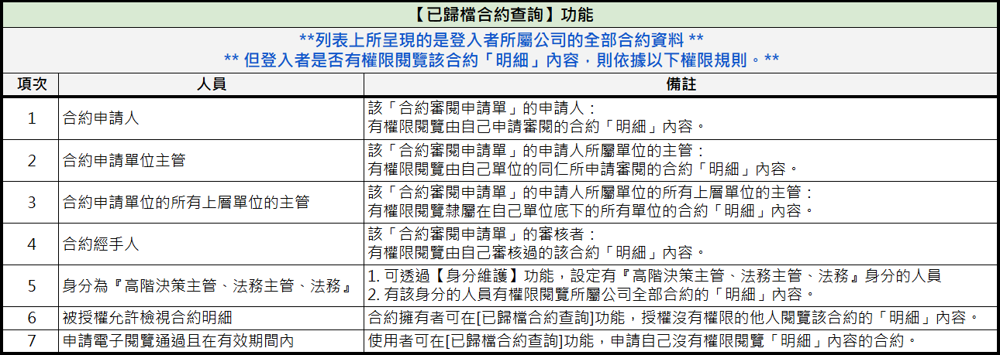 【已歸檔合約查詢】功能
**列表上所呈現的是登入者所屬公司的全部合約資料 **
** 但登入者是否有權限閱覽該合約「明細」內容，則依據以下權限規則。**
項次 人員 備註
1 合約申請人 該「合約審閱申請單」的申請人：
有權限閱覽由自己申請審閱的合約「明細」內容。
2 合約申請單位主管 該「合約審閱申請單」的申請人所屬單位的主管：
有權限閱覽由自己單位的同仁所申請審閱的合約「明細」內容。
3 合約申請單位的所有上層單位的主管 該「合約審閱申請單」的申請人所屬單位的所有上層單位的主管：
有權限閱覽隸屬在自己單位底下的所有單位的合約「明細」內容。
4 合約經手人 該「合約審閱申請單」的審核者：
有權限閱覽由自己審核過的該合約「明細」內容。
5 身分為『高階決策主管、法務主管、法務』 1. 可透過【身分維護】功能，設定有『高階決策主管、法務主管、法務』身分的人員
2. 有該身分的人員有權限閱覽所屬公司全部合約的「明細」內容。
6 被授權允許檢視合約明細 合約擁有者可在[已歸檔合約查詢]功能，授權沒有權限的他人閱覽該合約的「明細」內容。
7 申請電子閱覽通過且在有效期間內 使用者可在[已歸檔合約查詢]功能，申請自己沒有權限閱覽「明細」內容的合約。